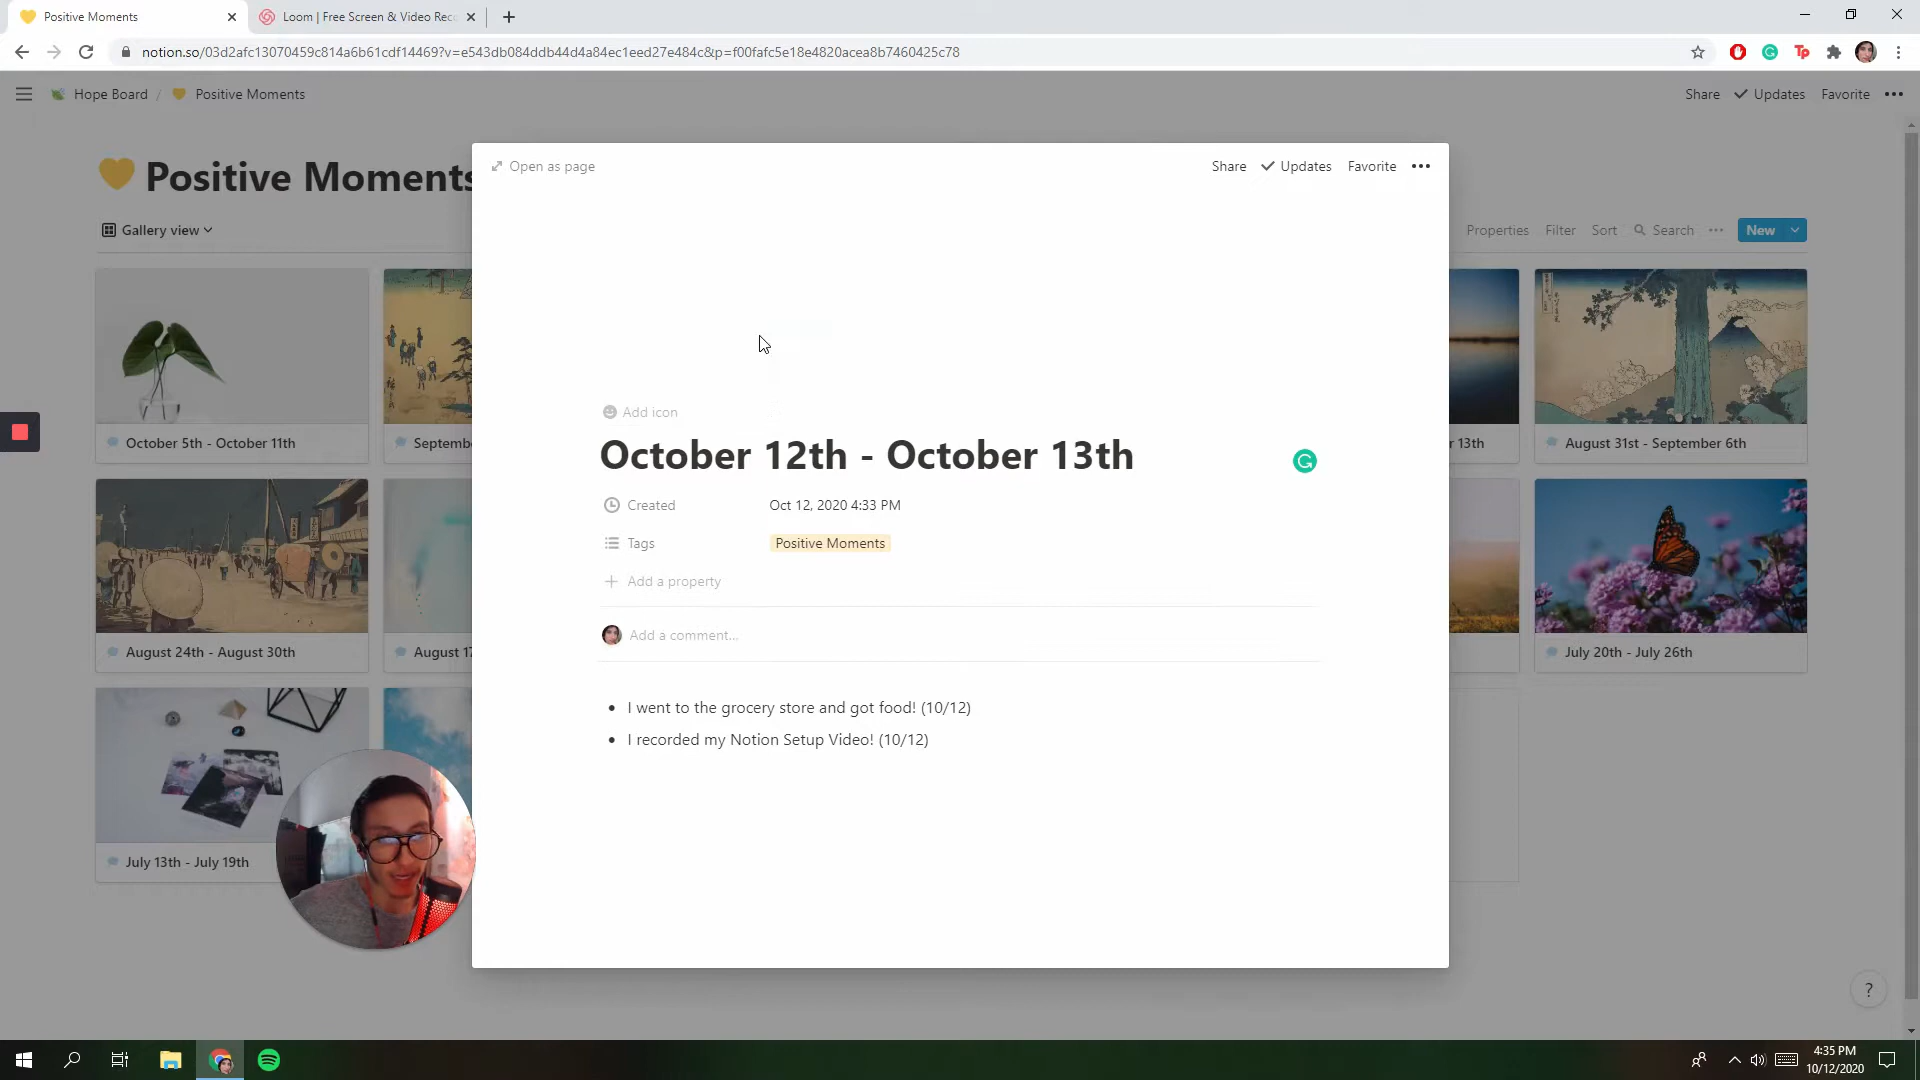 Positive Moments
Loom | Free Screen & Video Reco
notion.so/03d2afc13070459c814a6b61cdf14469?v=e543db084ddb44d4a84ec1eed27e484c&p=f00fafc5e18e4820acea8b7460425c78
Hope Board / Positive Moments
Share Updates Favorite
Open as page
Share Updates Favorite
Positive Moments
Gallery view
Properties Filter Sort Search New
Add icon
October 12th - October 13th
Created Oct 12, 2020 4:33 PM
Tags Positive Moments
Add a property
Add a comment...
• I went to the grocery store and got food! (10/12)
• I recorded my Notion Setup Video! (10/12)
October 5th - October 11th
Septemb
r 13th
August 31st - September 6th
August 24th - August 30th
August 17
July 20th - July 26th
July 13th - July 19th
?
4:35 PM
10/12/2020